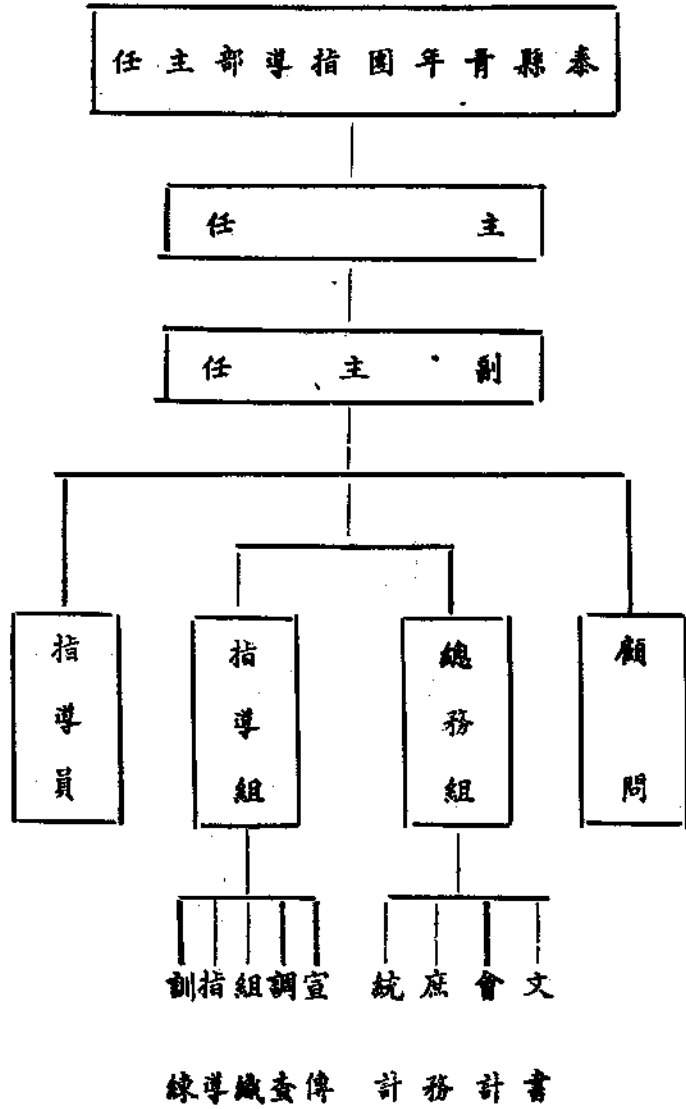 泰縣青年團指導部主任
主任
副主任
顧問
總務組
指導組
指導員
文書
會計
庶務
統計
宣傳
調查
組織
指導
訓練